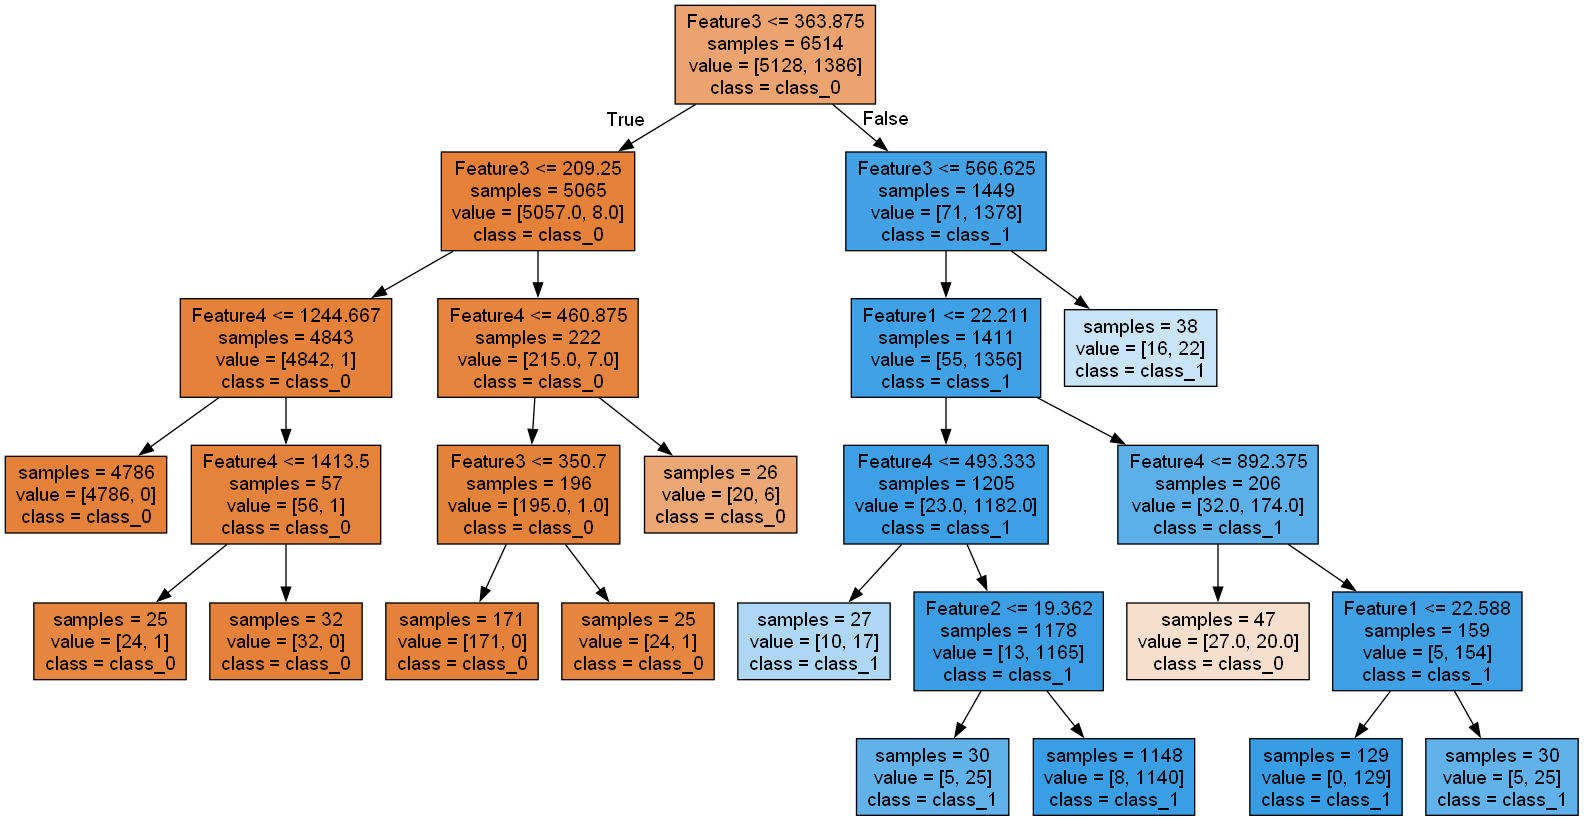 Feature3 <= 363.875
samples = 6514
value = [5128, 1386]
class = class_0
True
False
Feature3 <= 209.25
samples = 5065
value = [5057.0, 8.0]
class = class_0
Feature3 <= 566.625
samples = 1449
value = [71, 1378]
class = class_1
Feature4 <= 1244.667
samples = 4843
value = [4842, 1]
class = class_0
Feature4 <= 460.875
samples = 222
value = [215.0, 7.0]
class = class_0
Feature1 <= 22.211
samples = 1411
value = [55, 1356]
class = class_1
samples = 38
value = [16, 22]
class = class_1
samples = 4786
value = [4786, 0]
class = class_0
Feature4 <= 1413.5
samples = 57
value = [56, 1]
class = class_0
Feature3 <= 350.7
samples = 196
value = [195.0, 1.0]
class = class_0
samples = 26
value = [20, 6]
class = class_0
Feature4 <= 493.333
samples = 1205
value = [23.0, 1182.0]
class = class_1
Feature4 <= 892.375
samples = 206
value = [32.0, 174.0]
class = class_1
samples = 25
value = [24, 1]
class = class_0
samples = 32
value = [32, 0]
class = class_0
samples = 171
value = [171, 0]
class = class_0
samples = 25
value = [24, 1]
class = class_0
samples = 27
value = [10, 17]
class = class_1
Feature2 <= 19.362
samples = 1178
value = [13, 1165]
class = class_1
samples = 47
value = [27.0, 20.0]
class = class_0
Feature1 <= 22.588
samples = 159
value = [5, 154]
class = class_1
samples = 30
value = [5, 25]
class = class_1
samples = 1148
value = [8, 1140]
class = class_1
samples = 129
value = [0, 129]
class = class_1
samples = 30
value = [5, 25]
class = class_1